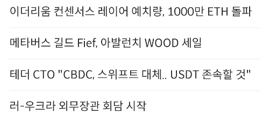 이더리움 컨센서스 레이어 예치량, 1000만 ETH 돌파
메타버스 길드 Fief, 아발런치 WOOD 세일
테더 CTO "CBDC, 스위프트 대체.. USDT 존속할 것"
러-우크라 외무장관 회담 시작